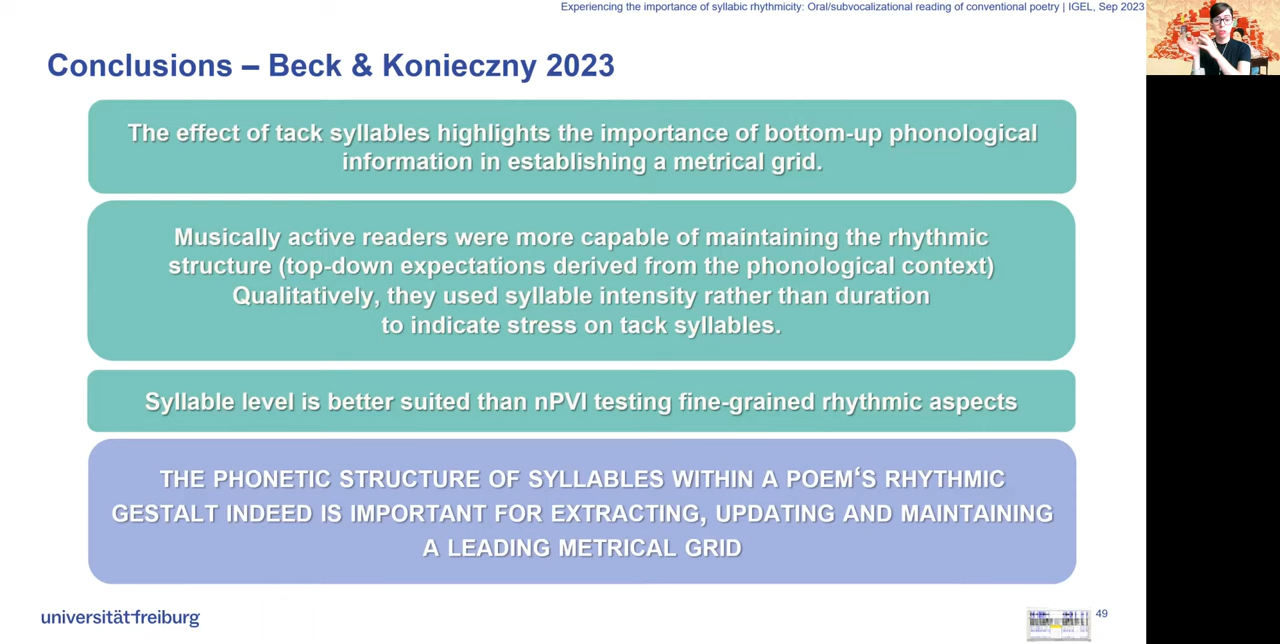 Experiencing the importance of syllabic rhythmicity: Oral/subvocalizational reading of conventional poetry | IGEL, Sep 2023
Conclusions – Beck & Konieczny 2023
The effect of tack syllables highlights the importance of bottom-up phonological
information in establishing a metrical grid.
Musically active readers were more capable of maintaining the rhythmic
structure (top-down expectations derived from the phonological context)
Qualitatively, they used syllable intensity rather than duration
to indicate stress on tack syllables.
Syllable level is better suited than nPVI testing fine-grained rhythmic aspects
THE PHONETIC STRUCTURE OF SYLLABLES WITHIN A POEM‘S RHYTHMIC
GESTALT INDEED IS IMPORTANT FOR EXTRACTING, UPDATING AND MAINTAINING
A LEADING METRICAL GRID
universität freiburg
49